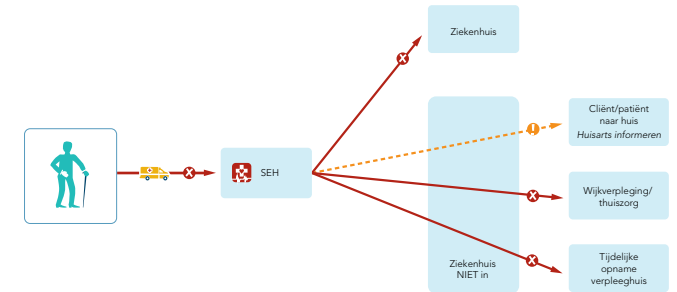 Ziekenhuis
Cliënt/patiënt
naar huis
Huisarts informeren
SEH
Wijkverpleging/
thuiszorg
Ziekenhuis
NIET in
Tijdelijke
opname
verpleeghuis